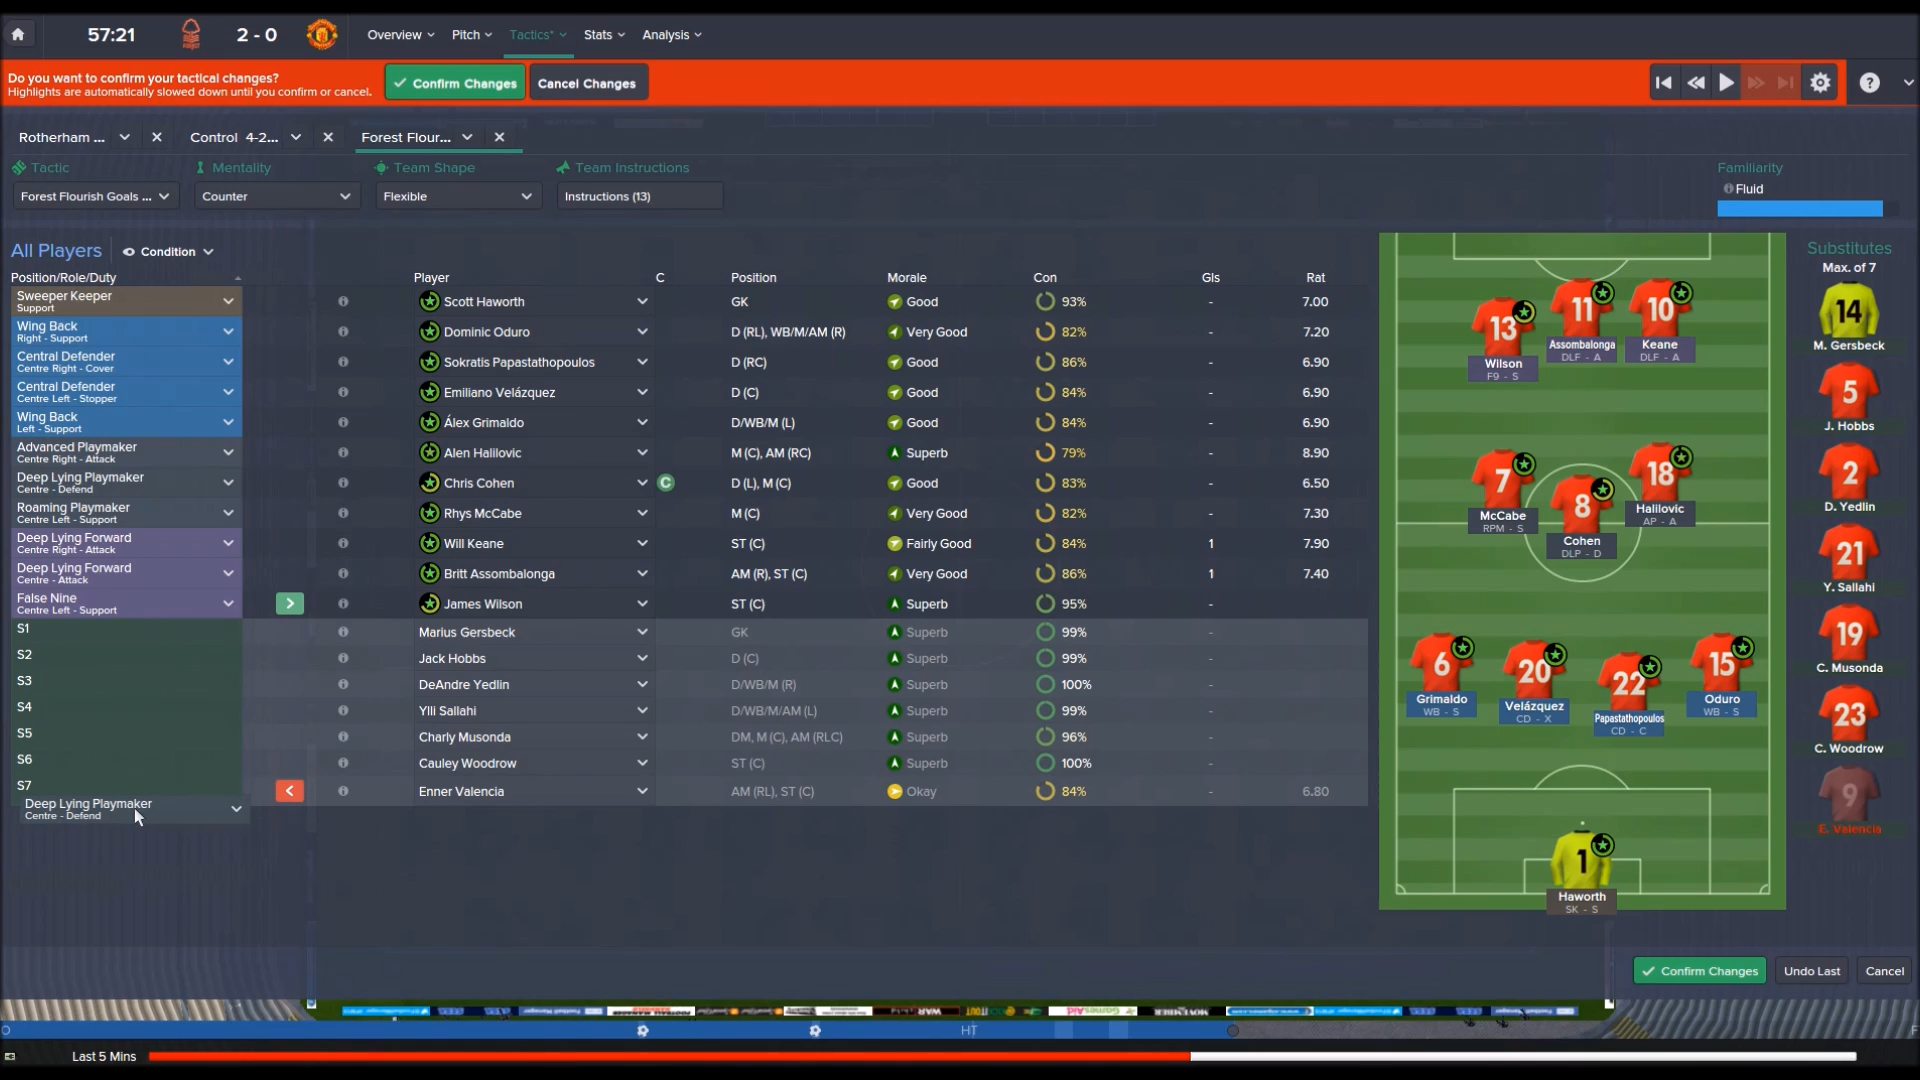 57:21 2 - 0 Overview Pitch Tactics* Stats Analysis
Do you want to confirm your tactical changes?
Highlights are automatically slowed down until you confirm or cancel.
Confirm Changes Cancel Changes
Rotherham ... Control 4-2... Forest Flour...
Tactic Mentality Team Shape Team Instructions Familiarity
Forest Flourish Goals ... Counter Flexible Instructions (13) Fluid
All Players Condition
Position/Role/Duty Player C Position Morale Con Gls Rat
Sweeper Keeper
Support
Scott Haworth GK Good 93% - 7.00
Wing Back
Right - Support
Dominic Oduro D (RL), WB/M/AM (R) Very Good 82% - 7.20
Central Defender
Centre Right - Cover
Sokratis Papastathopoulos D (RC) Good 86% - 6.90
Central Defender
Centre Left - Stopper
Emiliano Velázquez D (C) Good 84% - 6.90
Wing Back
Left - Support
Álex Grimaldo D/WB/M (L) Good 84% - 6.90
Advanced Playmaker
Centre Right - Attack
Alen Halilovic M (C), AM (RC) Superb 79% - 8.90
Deep Lying Playmaker
Centre - Defend
Chris Cohen C D (L), M (C) Good 83% - 6.50
Roaming Playmaker
Centre Left - Support
Rhys McCabe M (C) Very Good 82% - 7.30
Deep Lying Forward
Centre Right - Attack
Will Keane ST (C) Fairly Good 84% 1 7.90
Deep Lying Forward
Centre - Attack
Britt Assombalonga AM (R), ST (C) Very Good 86% 1 7.40
False Nine
Centre Left - Support
James Wilson ST (C) Superb 95% -
S1 Marius Gersbeck GK Superb 99% -
S2 Jack Hobbs D (C) Superb 99% -
S3 DeAndre Yedlin D/WB/M (R) Superb 100% -
S4 Ylli Sallahi D/WB/M/AM (L) Superb 99% -
S5 Charly Musonda DM, M (C), AM (RLC) Superb 96% -
S6 Cauley Woodrow ST (C) Superb 100% -
S7 Enner Valencia AM (RL), ST (C) Okay 84% - 6.80
Deep Lying Playmaker
Centre - Defend
13 11 10
Wilson Assombalonga Keane
F9 - S DLF - A DLF - A
7 8 18
McCabe Cohen Halilovic
RPM - S DLP - D AP - A
6 20 22 15
Grimaldo Velázquez Papastathopoulos Oduro
WB - S CD - X CD - C WB - S
1
Haworth
SK - S
Substitutes
Max. of 7
14
M. Gersbeck
5
J. Hobbs
2
D. Yedlin
21
Y. Sallahi
19
C. Musonda
23
C. Woodrow
9
E. Valencia
Confirm Changes Undo Last Cancel
HT
Last 5 Mins